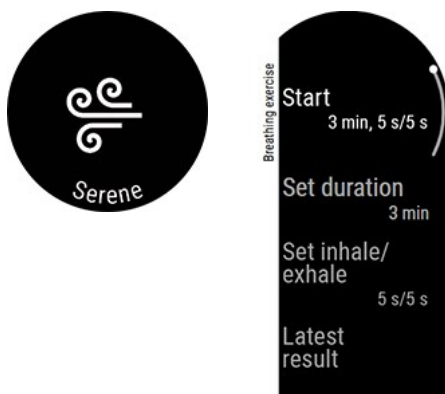 Serene
Breathing exercise
Start
3 min, 5 s/5 s
Set duration
3 min
Set inhale/
exhale
5 s/5 s
Latest
result